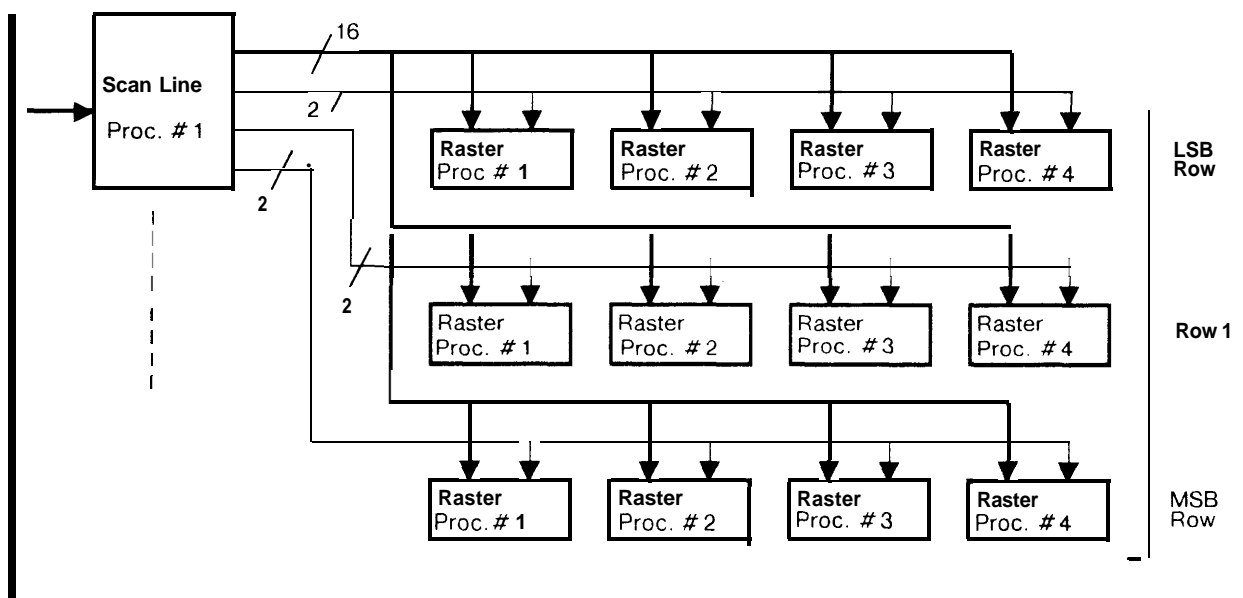 16
Scan Line
Proc. #1
2
2
2
Raster
Proc # 1
Raster
Proc. #2
Raster
Proc. #3
Raster
Proc. #4
LSB
Row
Raster
Proc. #1
Raster
Proc. #2
Raster
Proc. #3
Raster
Proc. #4
Row 1
Raster
Proc. # 1
Raster
Proc. #2
Raster
Proc. #3
Raster
Proc. #4
MSB
Row